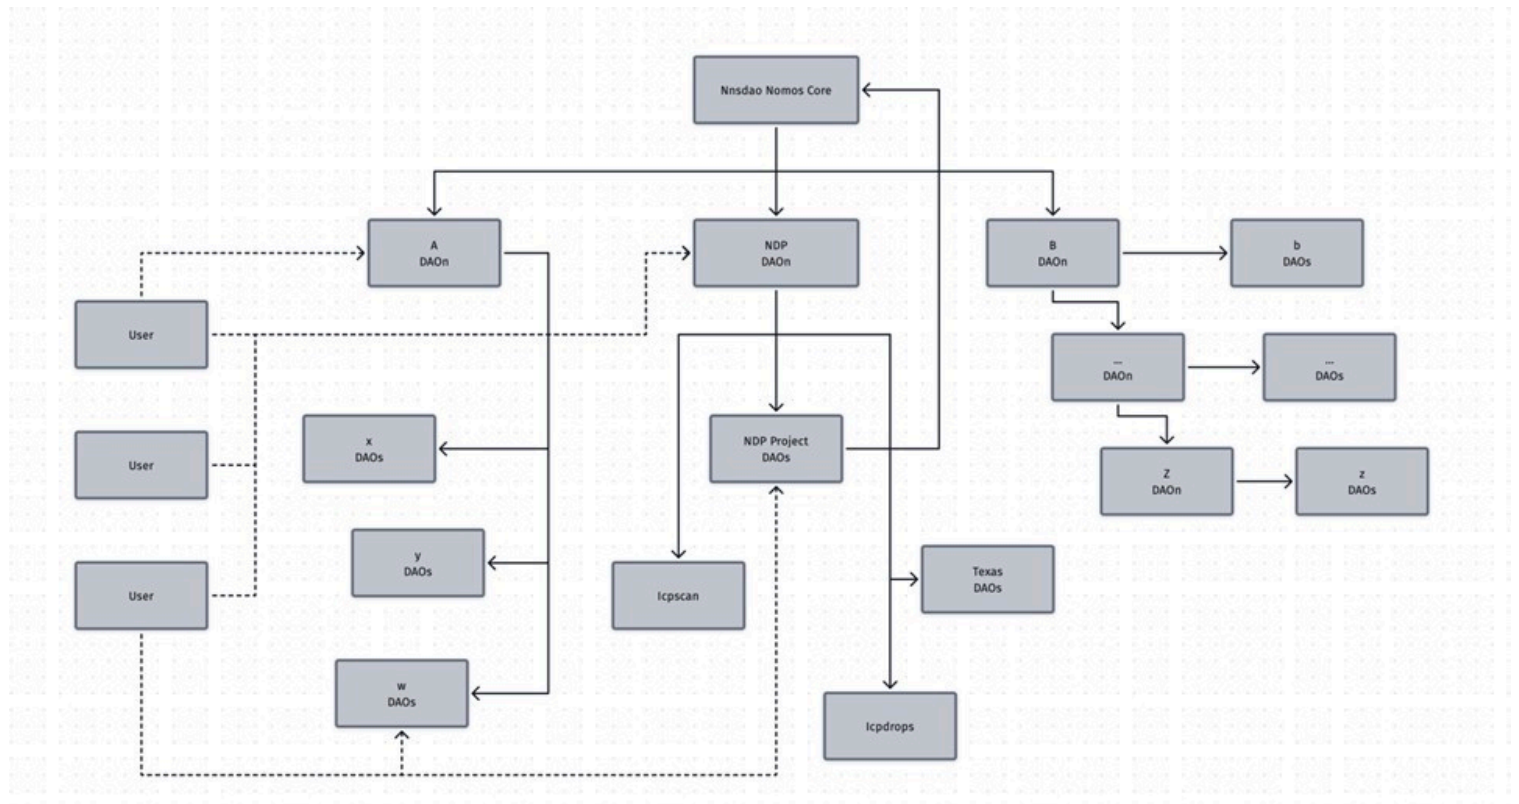 Nnsdao Nomos Core
A
DAOn
NDP
DAOn
B
DAOn
b
DAOs
User
...
DAOn
...
DAOs
User
x
DAOs
NDP Project
DAOs
Z
DAOn
z
DAOs
User
y
DAOs
Icpscan
Texas
DAOs
w
DAOs
Icpdrops